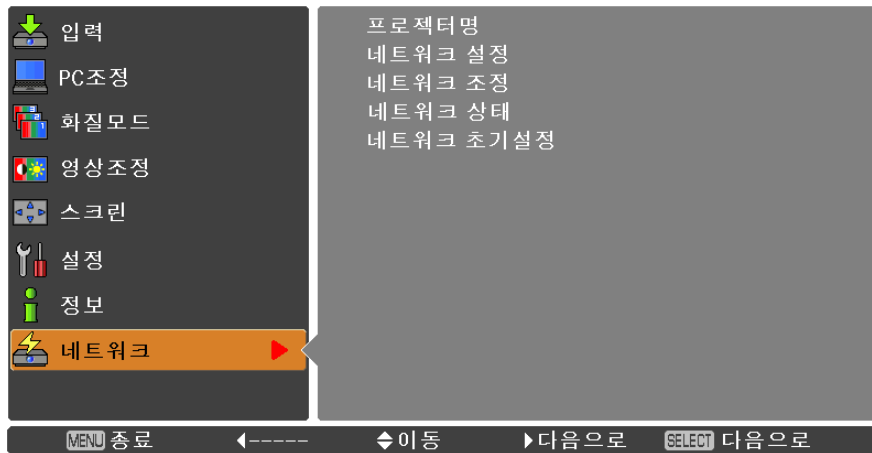 입력
PC조정
화질모드
영상조정
스크린
설정
정보
네트워크
프로젝터명
네트워크 설정
네트워크 조정
네트워크 상태
네트워크 초기설정
MENU 종료 ◀----- ◆이동 ▶다음으로 SELECT 다음으로